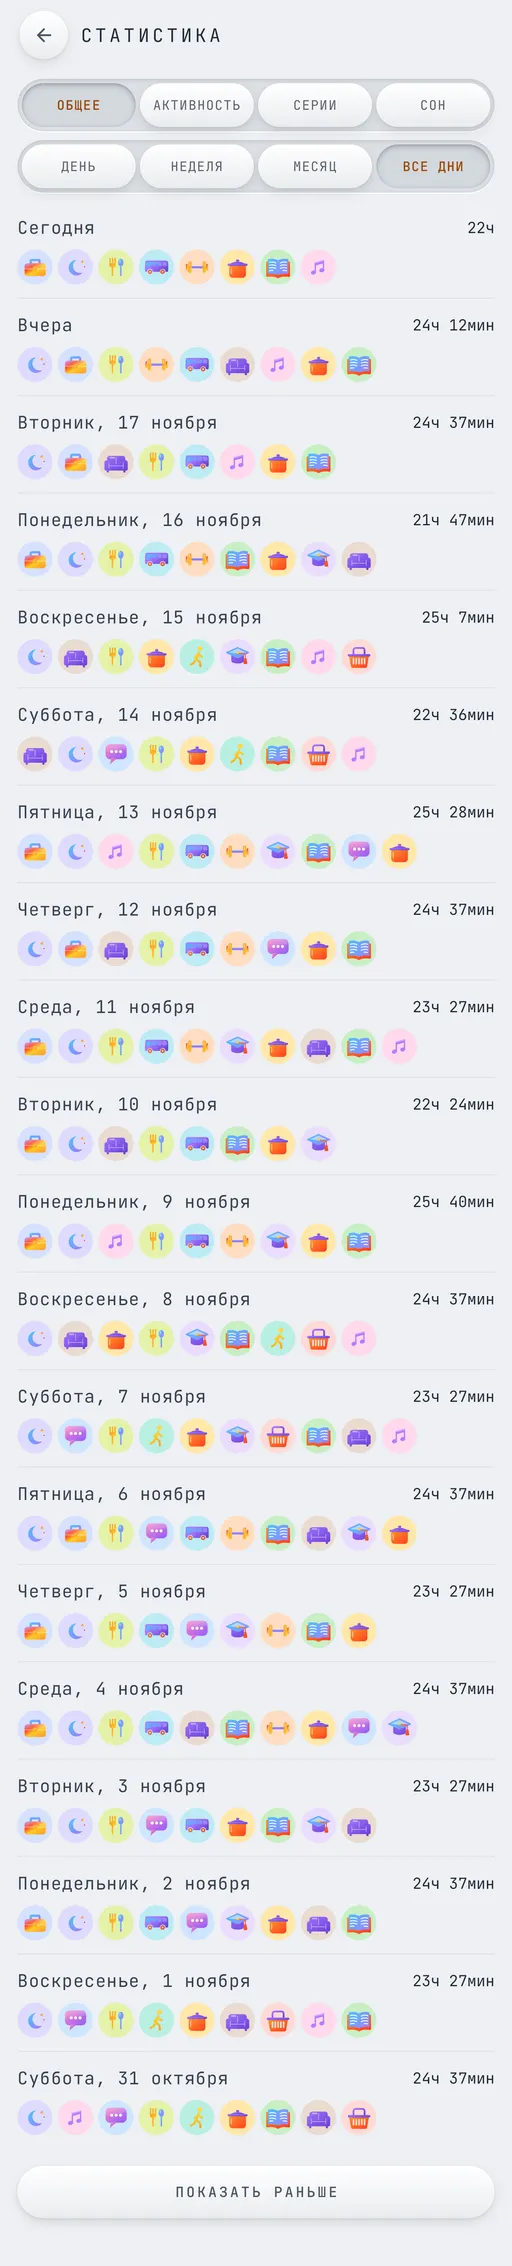 СТАТИСТИКА
ОБЩЕЕ АКТИВНОСТЬ СЕРИИ СОН
ДЕНЬ НЕДЕЛЯ МЕСЯЦ ВСЕ ДНИ
Сегодня 22ч
Вчера 24ч 12мин
Вторник, 17 ноября 24ч 37мин
Понедельник, 16 ноября 21ч 47мин
Воскресенье, 15 ноября 25ч 7мин
Суббота, 14 ноября 22ч 36мин
Пятница, 13 ноября 25ч 28мин
Четверг, 12 ноября 24ч 37мин
Среда, 11 ноября 23ч 27мин
Вторник, 10 ноября 22ч 24мин
Понедельник, 9 ноября 25ч 40мин
Воскресенье, 8 ноября 24ч 37мин
Суббота, 7 ноября 23ч 27мин
Пятница, 6 ноября 24ч 37мин
Четверг, 5 ноября 23ч 27мин
Среда, 4 ноября 24ч 37мин
Вторник, 3 ноября 23ч 27мин
Понедельник, 2 ноября 24ч 37мин
Воскресенье, 1 ноября 23ч 27мин
Суббота, 31 октября 24ч 37мин
ПОКАЗАТЬ РАНЬШЕ